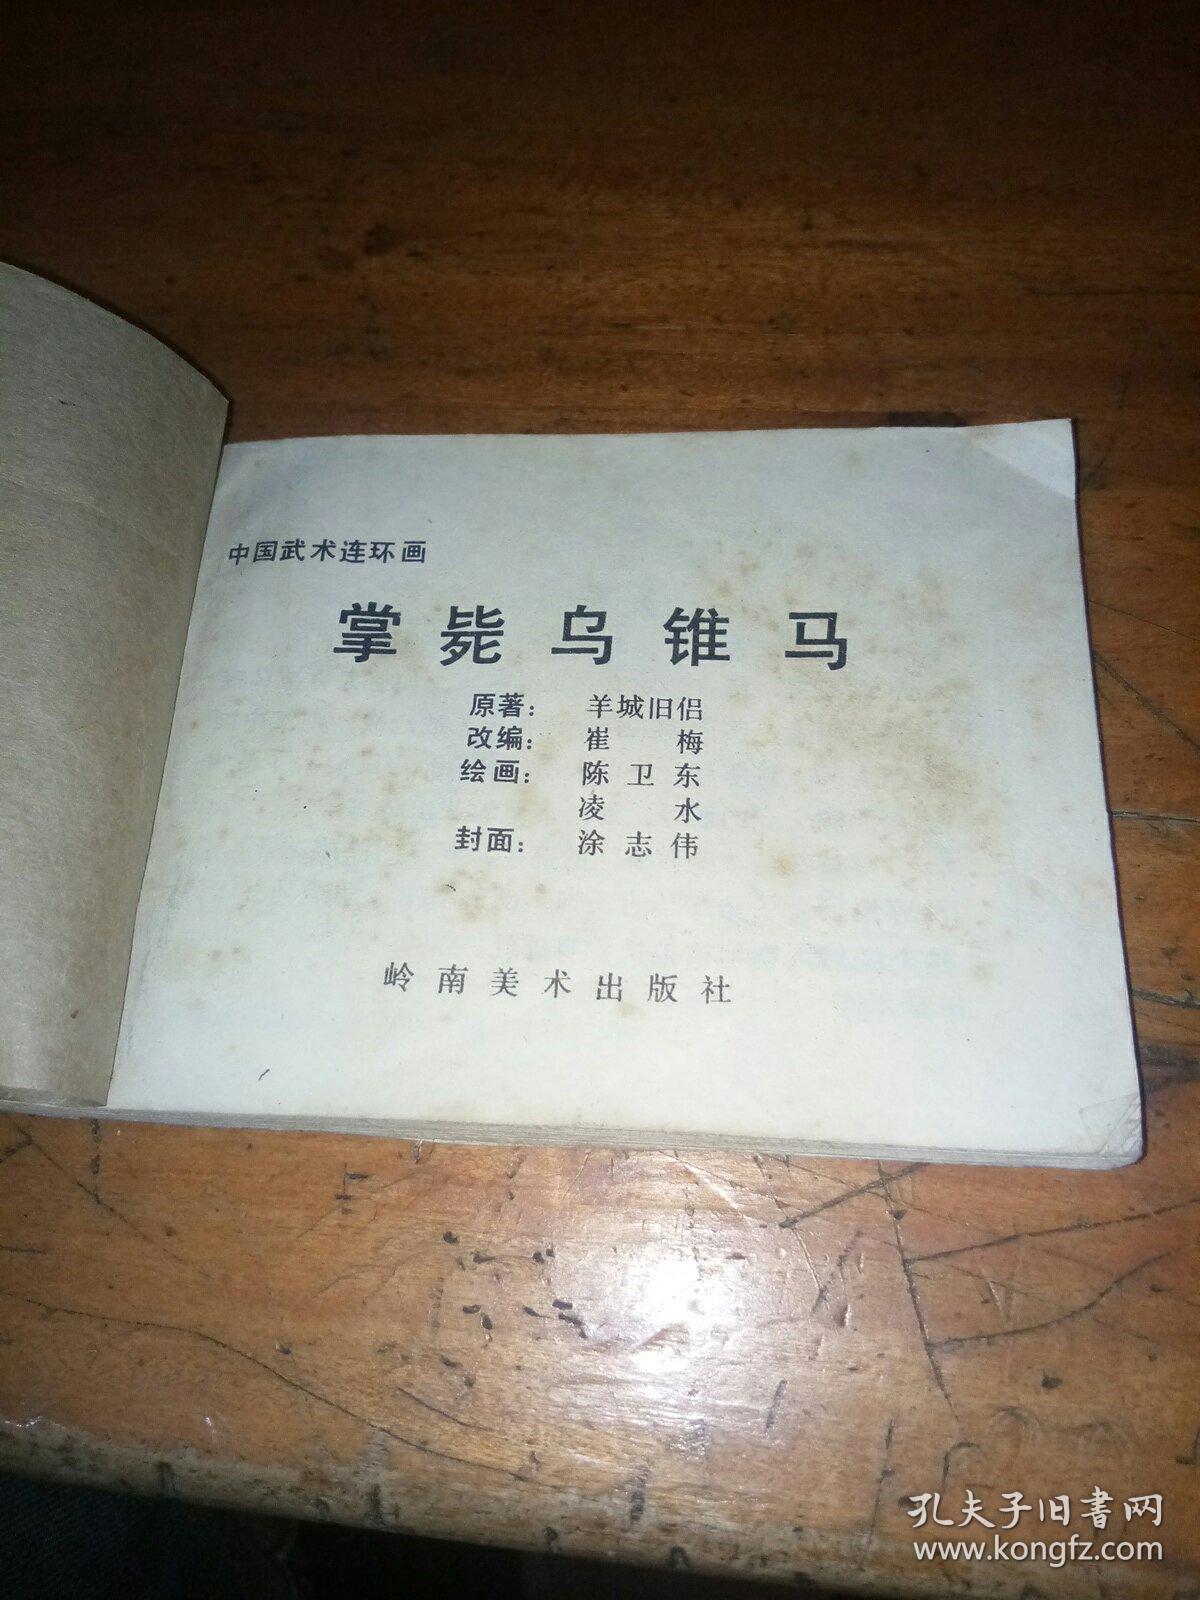 中国武术连环画
掌毙乌锥马
原著： 羊城旧侣
改编： 崔梅
绘画： 陈卫东
凌水
封面： 涂志伟
岭南美术出版社
孔夫子旧书网
www.kongfz.com